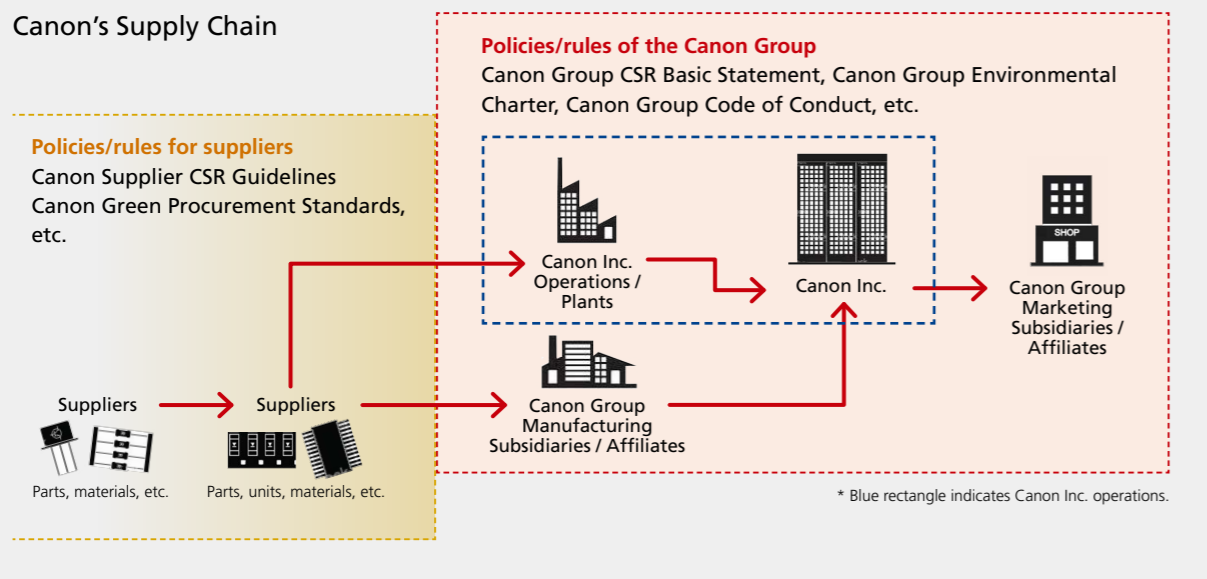 Canon's Supply Chain
Policies/rules of the Canon Group
Canon Group CSR Basic Statement, Canon Group Environmental
Charter, Canon Group Code of Conduct, etc.
Policies/rules for suppliers
Canon Supplier CSR Guidelines
Canon Green Procurement Standards,
etc.
Canon Inc.
Operations /
Plants
Canon Inc.
SHOP
Canon Group
Marketing
Subsidiaries /
Affiliates
Suppliers
Parts, materials, etc.
Suppliers
Parts, units, materials, etc.
Canon Group
Manufacturing
Subsidiaries / Affiliates
* Blue rectangle indicates Canon Inc. operations.